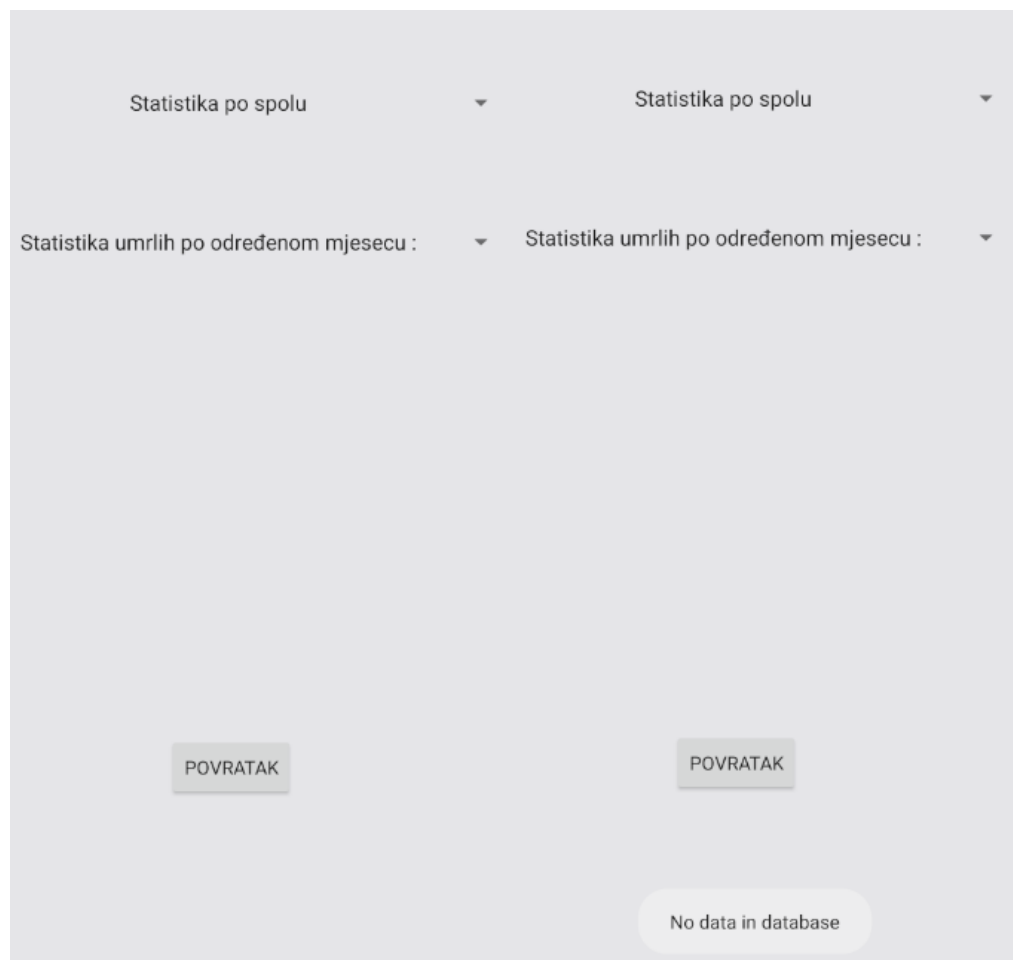 Statistika po spolu
Statistika umrlih po određenom mjesecu :
POVRATAK
Statistika po spolu
Statistika umrlih po određenom mjesecu :
POVRATAK
No data in database